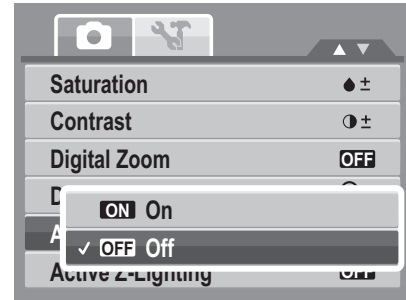 Saturation
Contrast
Digital Zoom OFF
D
ON On
A
OFF Off
Active Z-Lighting OFF